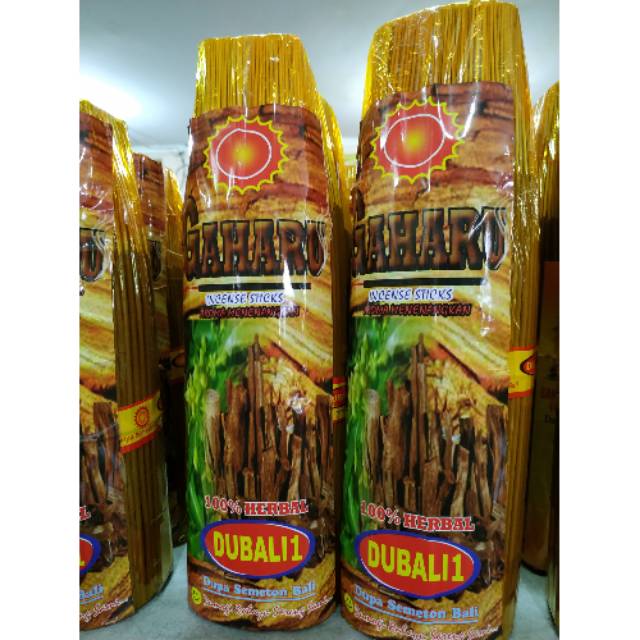 GAHARU
INCENSE STICKS
AROMA MENENANGKAN
100% HERBAL
DUBALI1
Dupa Semeton Bali
GAHARU
INCENSE STICKS
AROMA MENENANGKAN
100% HERBAL
DUBALI1
Dupa Semeton Bali